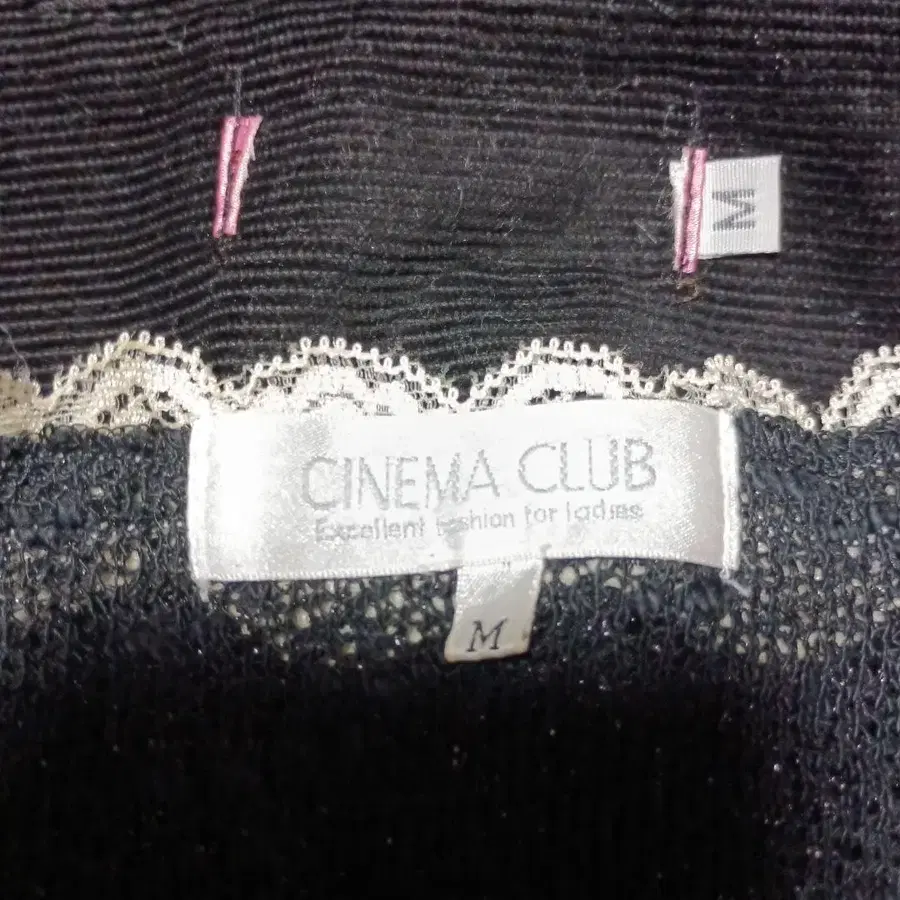 M
CINEMA CLUB
Excellent fashion for ladies
M